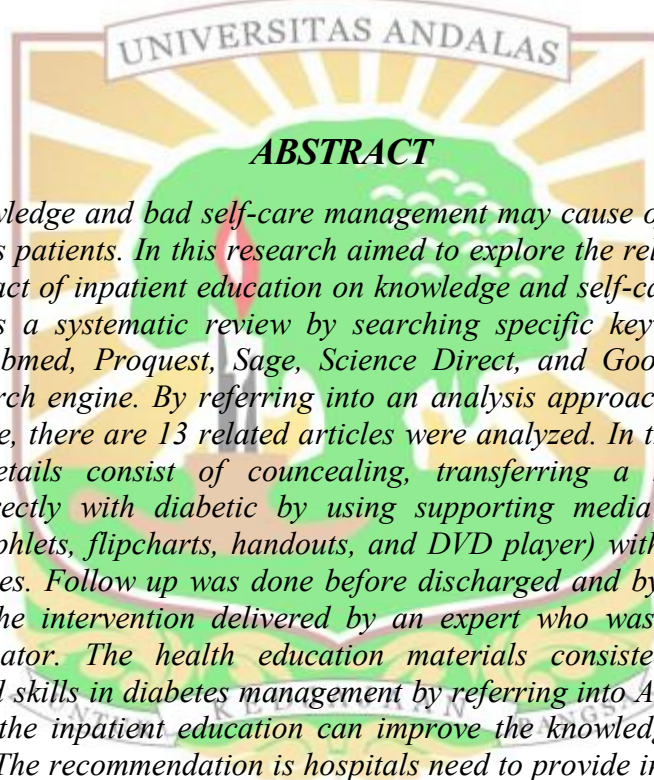 UNIVERSITAS ANDALAS
ABSTRACT
wledge and bad self-care management may cause o
s patients. In this research aimed to explore the rel
act of inpatient education on knowledge and self-ca
s a systematic review by searching specific key
bmed, Proquest, Sage, Science Direct, and Goo
rch engine. By referring into an analysis approac
e, there are 13 related articles were analyzed. In t
etails consist of councealing, transferring a
rectly with diabetic by using supporting media
phlets, flipcharts, handouts, and DVD player) with
es. Follow up was done before discharged and by
he intervention delivered by an expert who was
ator. The health education materials consiste
d skills in diabetes management by referring into A
the inpatient education can improve the knowledg
The recommendation is hospitals need to provide in